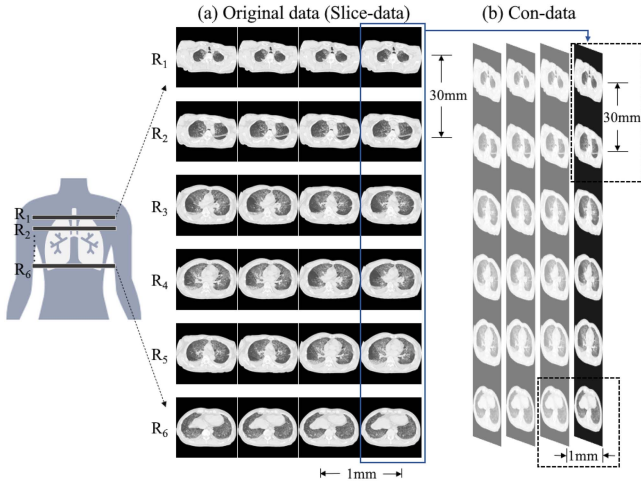 (a) Original data (Slice-data)
(b) Con-data
R1
R2
R3
R4
R5
R6
30mm
1mm
R1
R2
R6
30mm
1mm